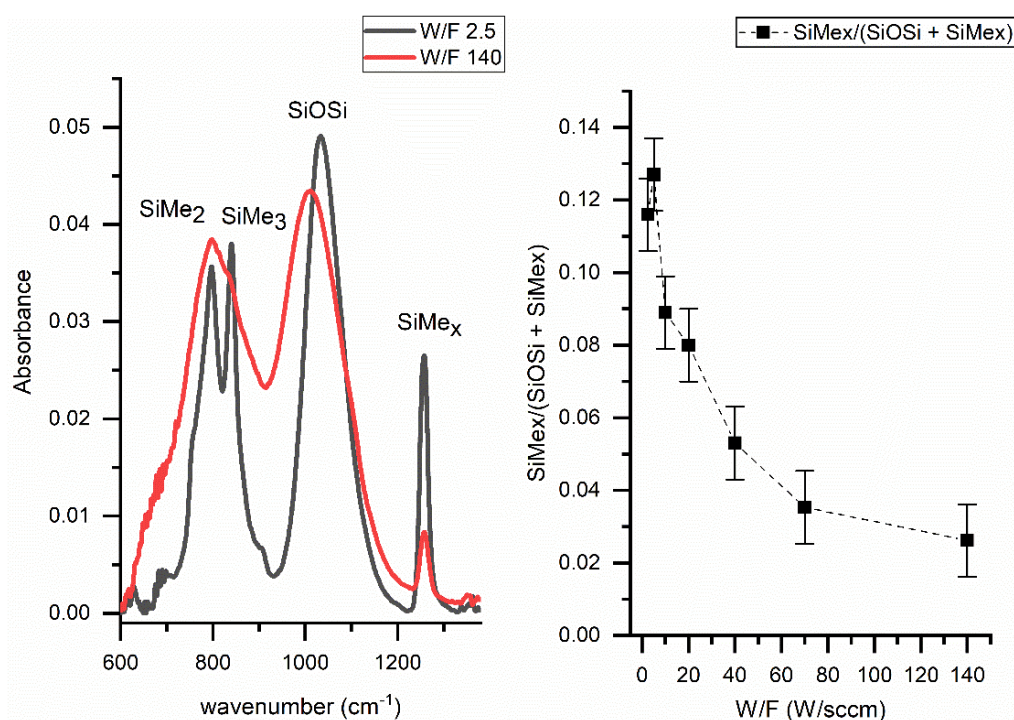 W/F 2.5
W/F 140
SiOSi
SiMe2
SiMe3
SiMex
Absorbance
0.05
0.04
0.03
0.02
0.01
0.00
600
800
1000
1200
wavenumber (cm-1)
SiMex/(SiOSi + SiMex)
SiMex/(SiOSi + SiMex)
0.14
0.12
0.10
0.08
0.06
0.04
0.02
0.00
0
20
40
60
80
100
120
140
W/F (W/sccm)